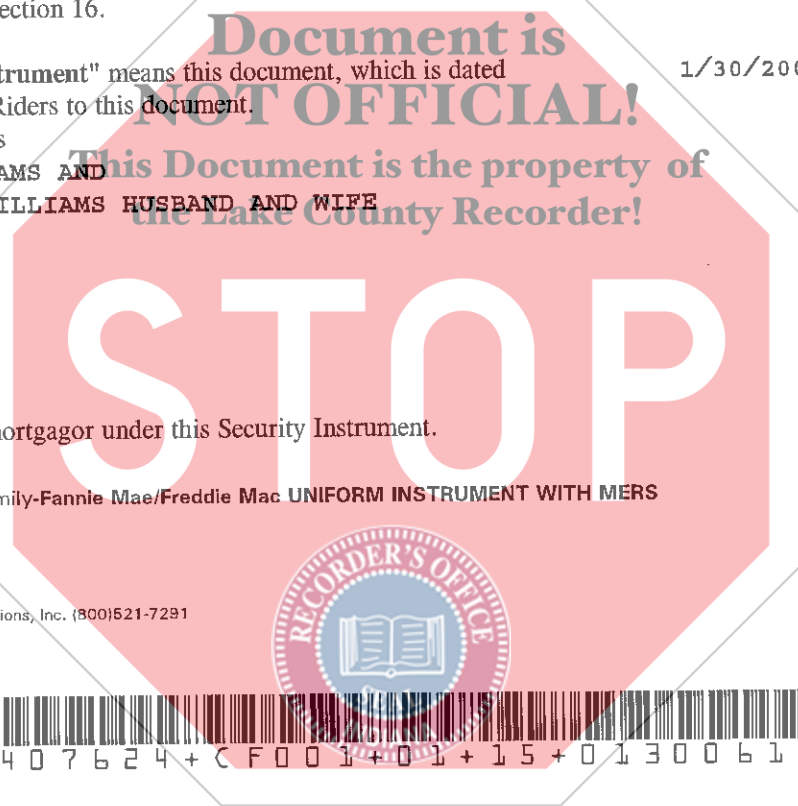 ection 16.
Document is
trument" means this document, which is dated 1/30/200
NOT OFFICIAL!
Riders to this document.
s
This Document is the property of
AMS AND
ILLIAMS HUSBAND AND WIFE
the Lake County Recorder!
STOP
ortgagor under this Security Instrument.
mily-Fannie Mae/Freddie Mac UNIFORM INSTRUMENT WITH MERS
RECORDER'S OFFICE
ions, Inc. (800)521-7291
SEAL
INDIANA
407624+CF001+01+15+0130061